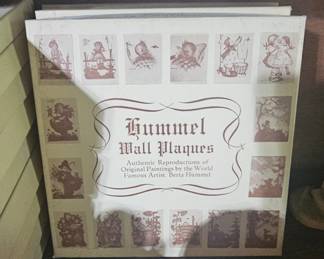 Hummel
Wall Plaques
Authentic Reproductions of
Original Paintings by the World
Famous Artist, Berta Hummel